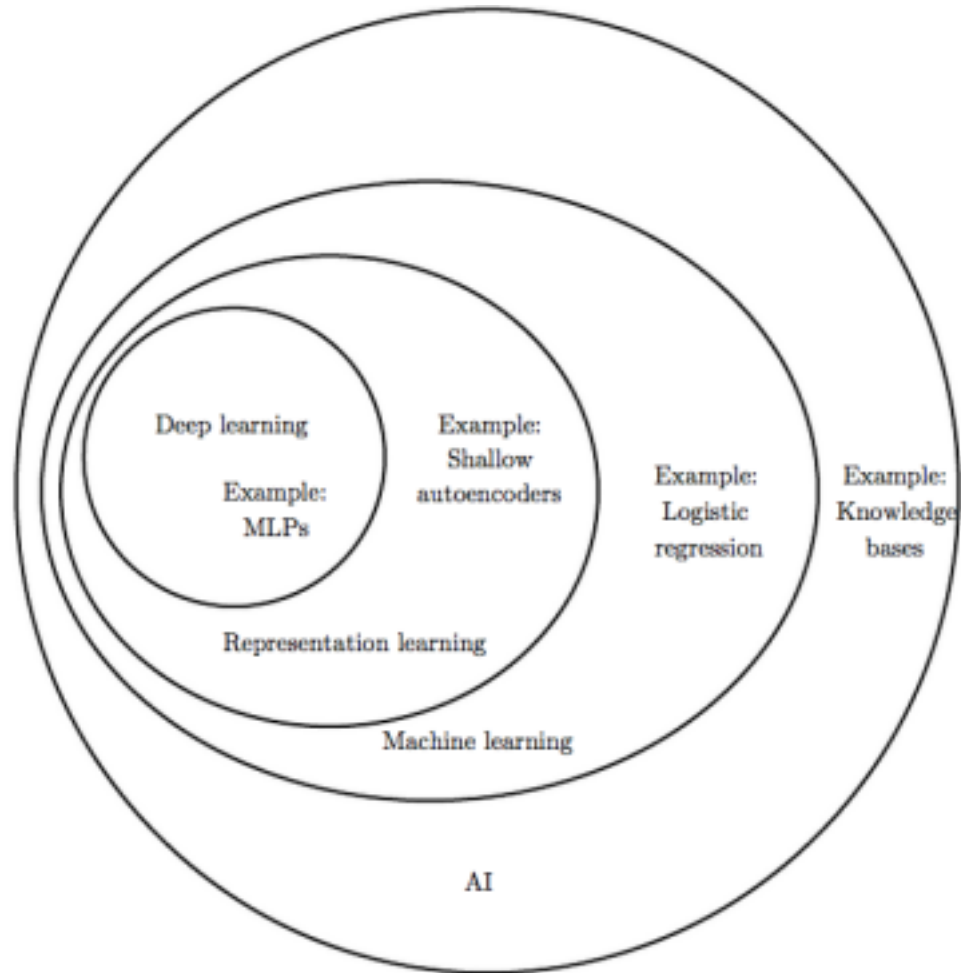 Deep learning
Example:
MLPs
Example:
Shallow
autoencoders
Example:
Logistic
regression
Example:
Knowledge
bases
Representation learning
Machine learning
AI